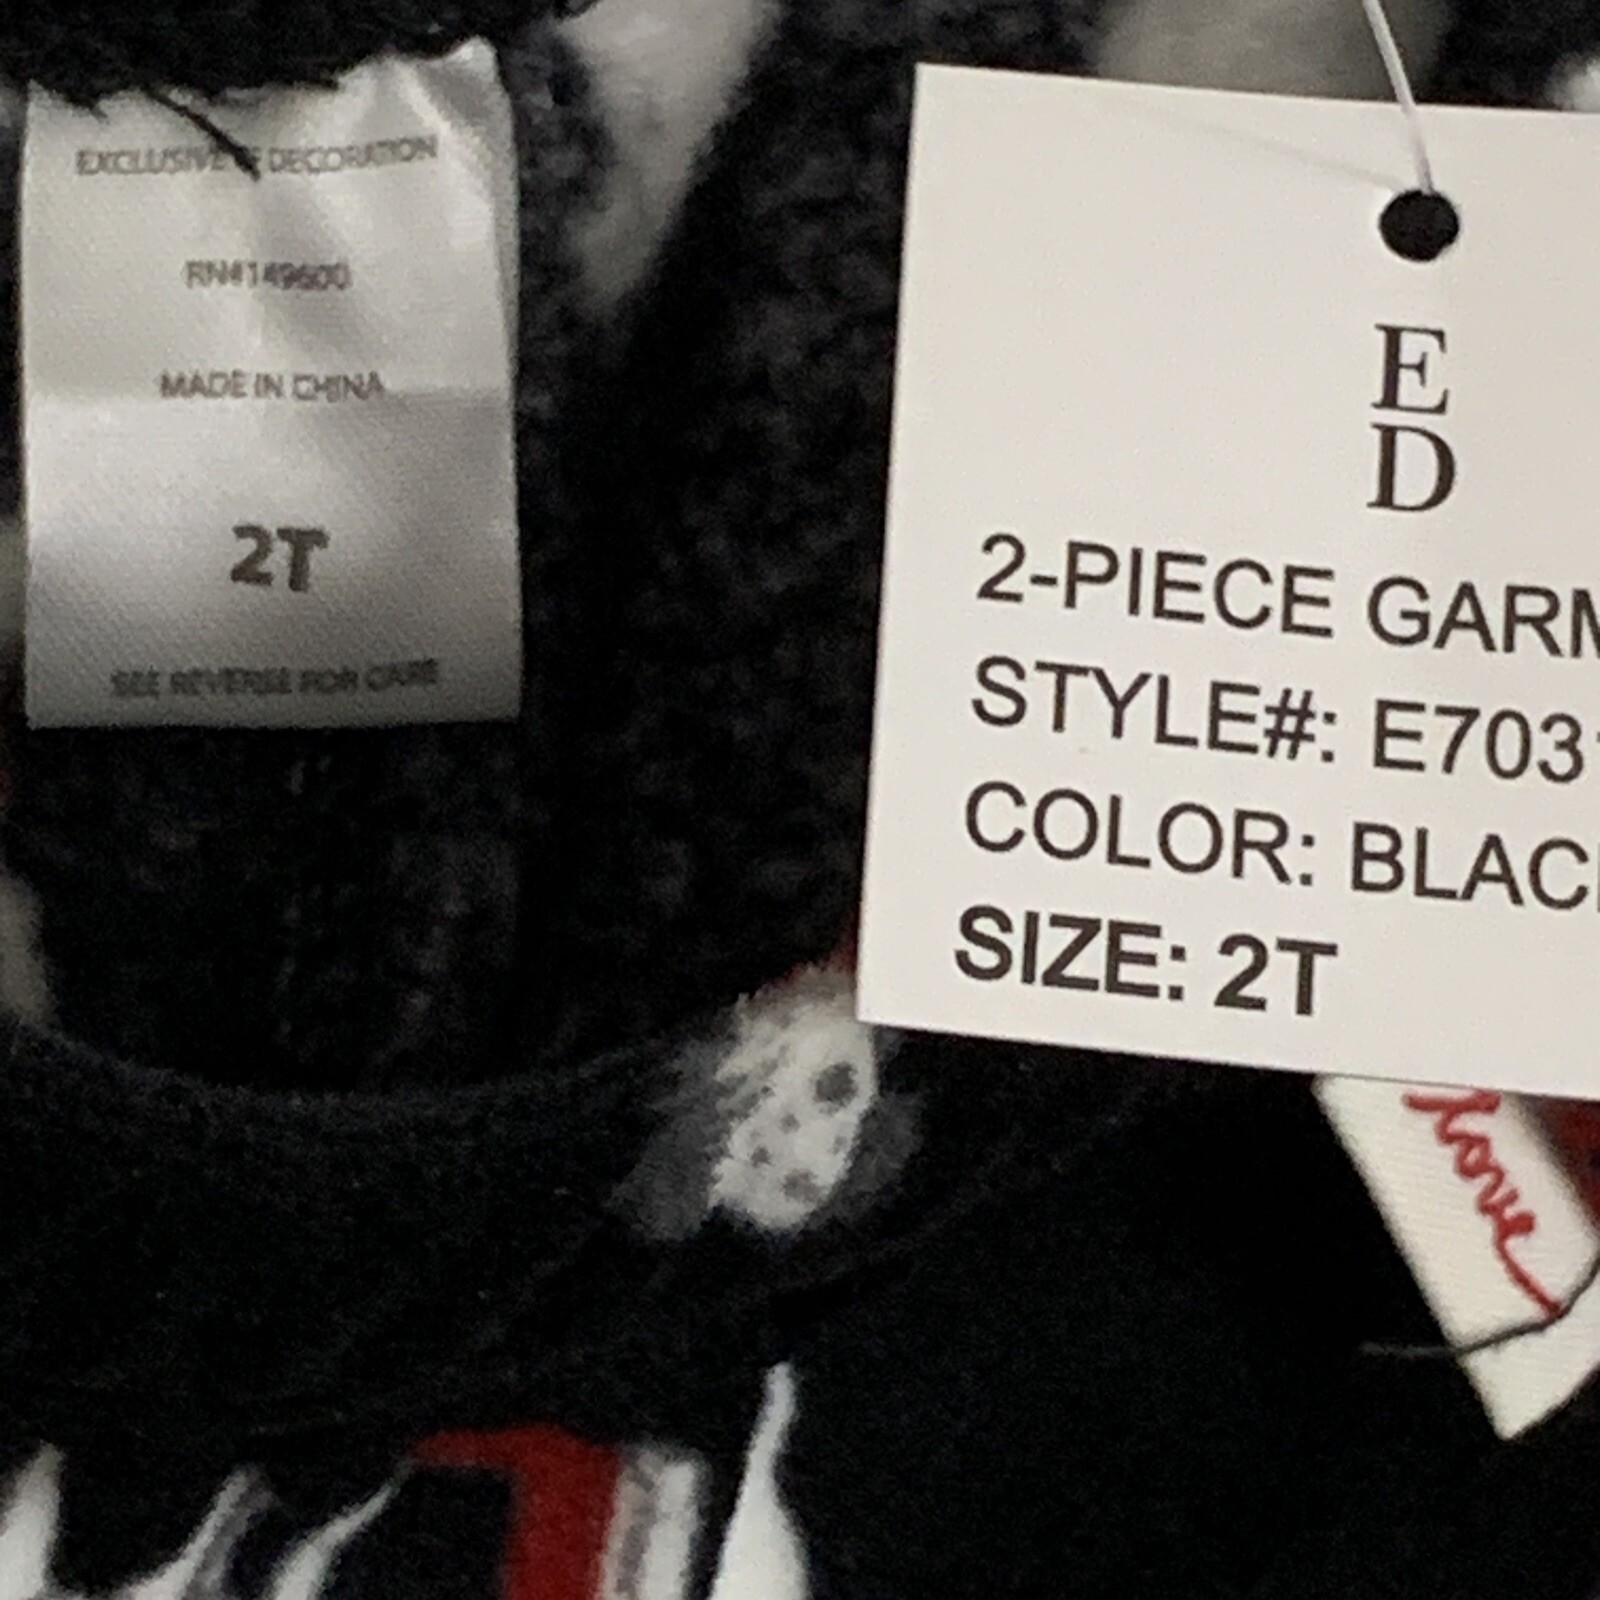 EXCLUSIVE DECORATION
RN#149600
MADE IN CHINA
2T
SEE REVERSE FOR CARE
E
D
2-PIECE GARM
STYLE#: E703
COLOR: BLAC
SIZE: 2T